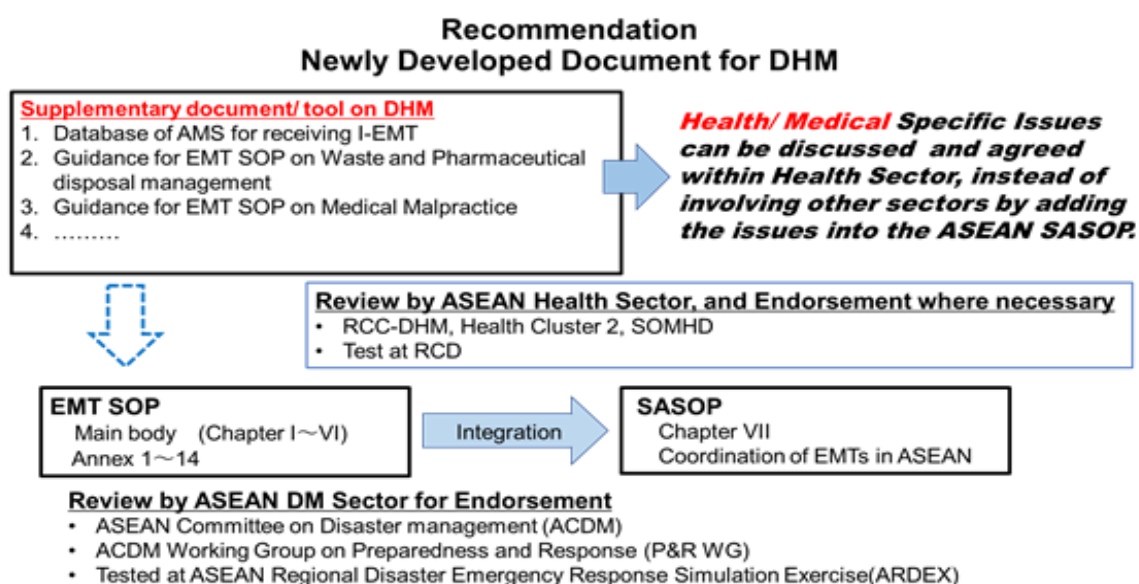 Recommendation
Newly Developed Document for DHM
Supplementary document/ tool on DHM
1. Database of AMS for receiving I-EMT
2. Guidance for EMT SOP on Waste and Pharmaceutical
disposal management
3. Guidance for EMT SOP on Medical Malpractice
4. ………
Health/ Medical Specific Issues
can be discussed and agreed
within Health Sector, instead of
involving other sectors by adding
the issues into the ASEAN SASOP.
Review by ASEAN Health Sector, and Endorsement where necessary
• RCC-DHM, Health Cluster 2, SOMHD
• Test at RCD
EMT SOP
Main body (Chapter I~VI)
Annex 1~14
Integration
SASOP
Chapter VII
Coordination of EMTs in ASEAN
Review by ASEAN DM Sector for Endorsement
• ASEAN Committee on Disaster management (ACDM)
• ACDM Working Group on Preparedness and Response (P&R WG)
• Tested at ASEAN Regional Disaster Emergency Response Simulation Exercise(ARDEX)